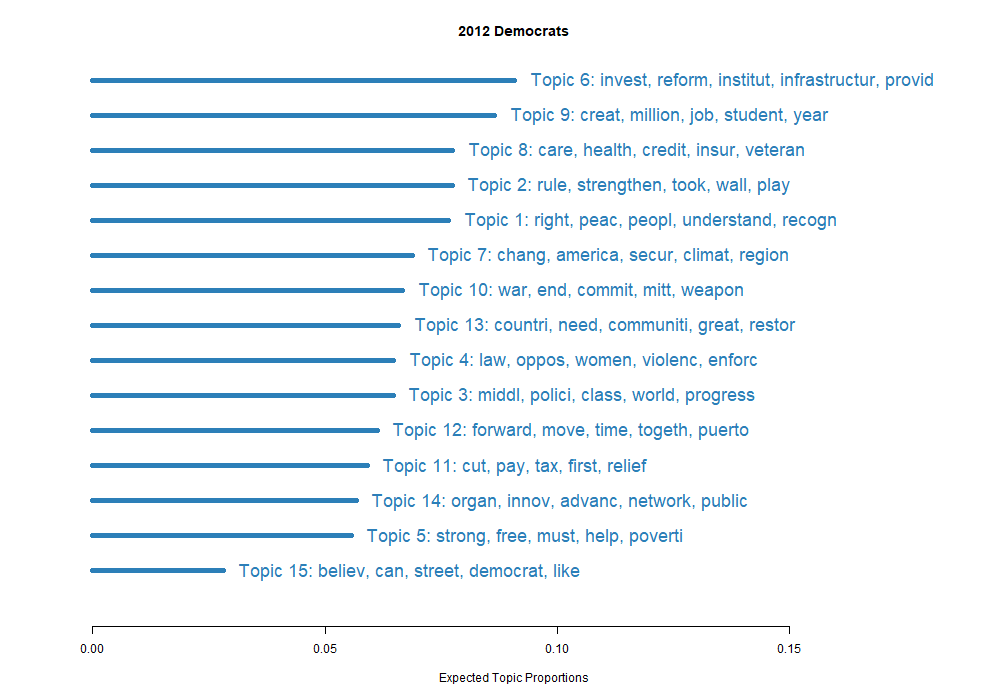 2012 Democrats
Topic 6: invest, reform, institut, infrastructur, provid
Topic 9: creat, million, job, student, year
Topic 8: care, health, credit, insur, veteran
Topic 2: rule, strengthen, took, wall, play
Topic 1: right, peac, peopl, understand, recogn
Topic 7: chang, america, secur, climat, region
Topic 10: war, end, commit, mitt, weapon
Topic 13: countri, need, communiti, great, restor
Topic 4: law, oppos, women, violenc, enforc
Topic 3: middl, polici, class, world, progress
Topic 12: forward, move, time, togeth, puerto
Topic 11: cut, pay, tax, first, relief
Topic 14: organ, innov, advanc, network, public
Topic 5: strong, free, must, help, poverti
Topic 15: believ, can, street, democrat, like
0.00 0.05 0.10 0.15
Expected Topic Proportions